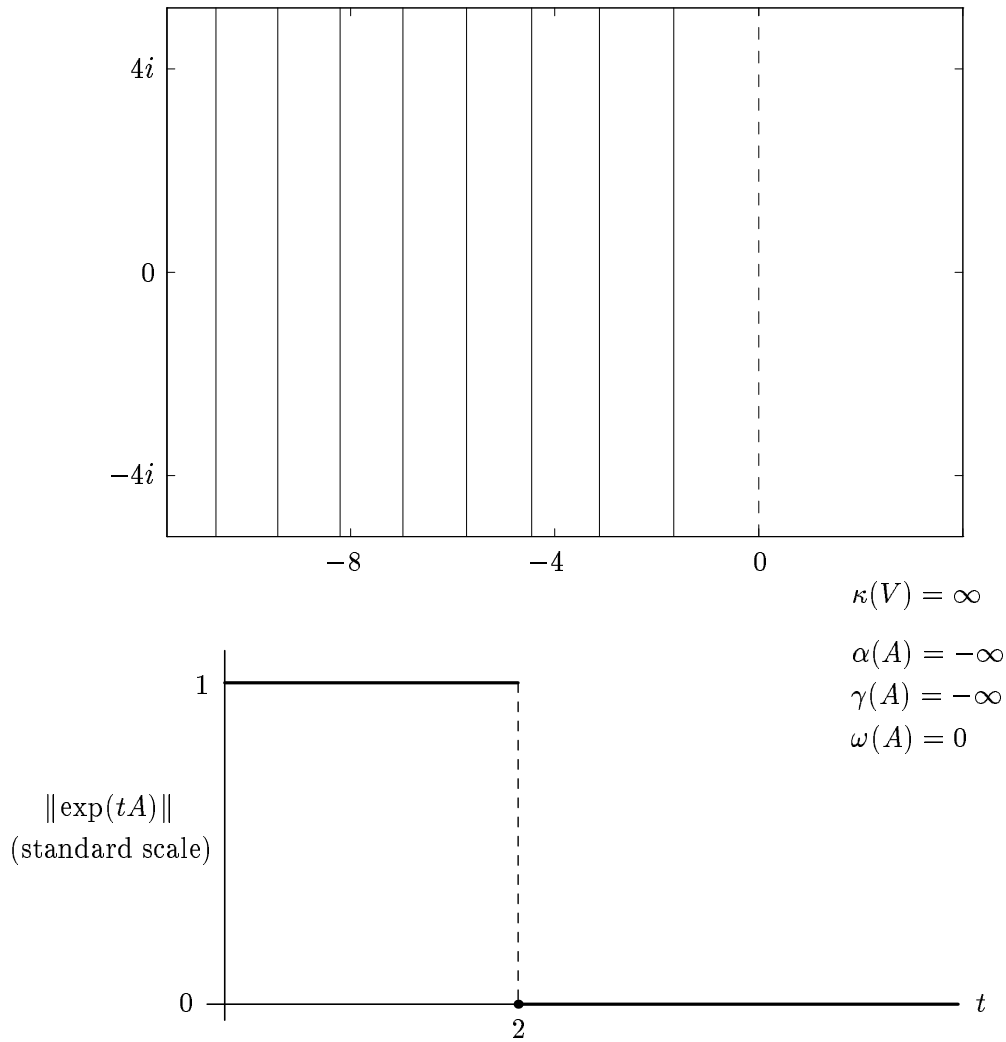 4i
0
−4i
−8 −4 0
κ(V) = ∞
α(A) = −∞
γ(A) = −∞
ω(A) = 0
1
‖exp(tA)‖
(standard scale)
0
t
2